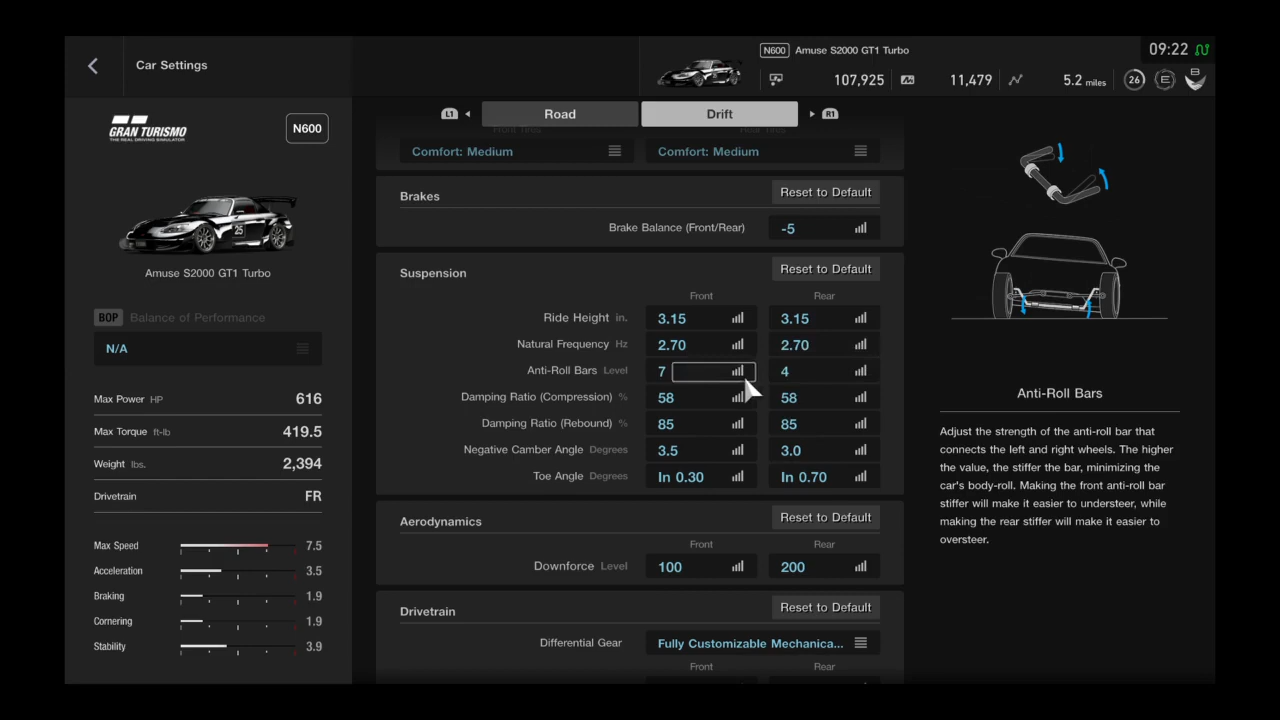 Car Settings
N600 Amuse S2000 GT1 Turbo
09:22
107,925
11,479
5.2 miles
26
E
B
L1
Road
Drift
R1
GRAN TURISMO
THE REAL DRIVING SIMULATOR
N600
25
Amuse S2000 GT1 Turbo
BOP Balance of Performance
N/A
Max Power HP 616
Max Torque ft-lb 419.5
Weight lbs. 2,394
Drivetrain FR
Max Speed 7.5
Acceleration 3.5
Braking 1.9
Cornering 1.9
Stability 3.9
Front Tires Rear Tires
Comfort: Medium Comfort: Medium
Brakes Reset to Default
Brake Balance (Front/Rear) -5
Suspension Reset to Default
Front Rear
Ride Height in. 3.15 3.15
Natural Frequency Hz 2.70 2.70
Anti-Roll Bars Level 7 4
Damping Ratio (Compression) % 58 58
Damping Ratio (Rebound) % 85 85
Negative Camber Angle Degrees 3.5 3.0
Toe Angle Degrees In 0.30 In 0.70
Aerodynamics Reset to Default
Front Rear
Downforce Level 100 200
Drivetrain Reset to Default
Differential Gear Fully Customizable Mechanica...
Front Rear
Anti-Roll Bars
Adjust the strength of the anti-roll bar that
connects the left and right wheels. The higher
the value, the stiffer the bar, minimizing the
car's body-roll. Making the front anti-roll bar
stiffer will make it easier to understeer, while
making the rear stiffer will make it easier to
oversteer.